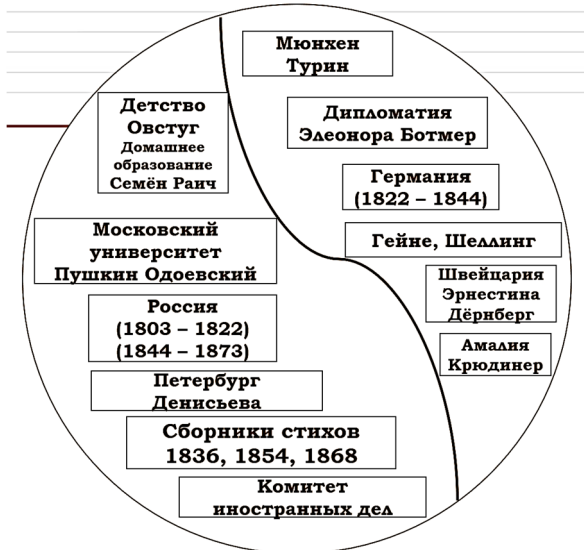 Мюнхен
Турин
Детство
Овстуг
Домашнее
образование
Семён Раич
Дипломатия
Элеонора Ботмер
Германия
(1822 – 1844)
Московский
университет
Пушкин Одоевский
Гейне, Шеллинг
Швейцария
Эрнестина
Дёрнберг
Россия
(1803 – 1822)
(1844 – 1873)
Амалия
Крюдинер
Петербург
Денисьева
Сборники стихов
1836, 1854, 1868
Комитет
иностранных дел